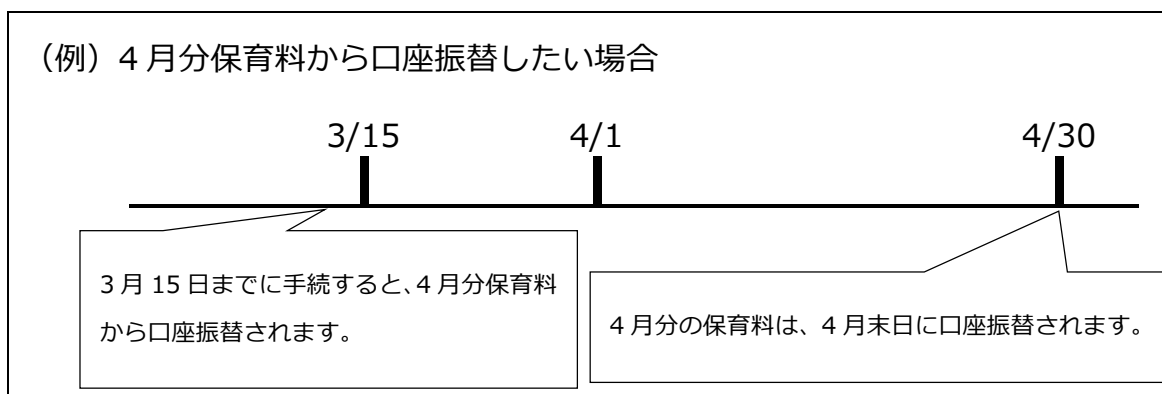 （例）４月分保育料から口座振替したい場合
3/15 4/1 4/30
３月 15 日までに手続すると、４月分保育料
から口座振替されます。
４月分の保育料は、４月末日に口座振替されます。